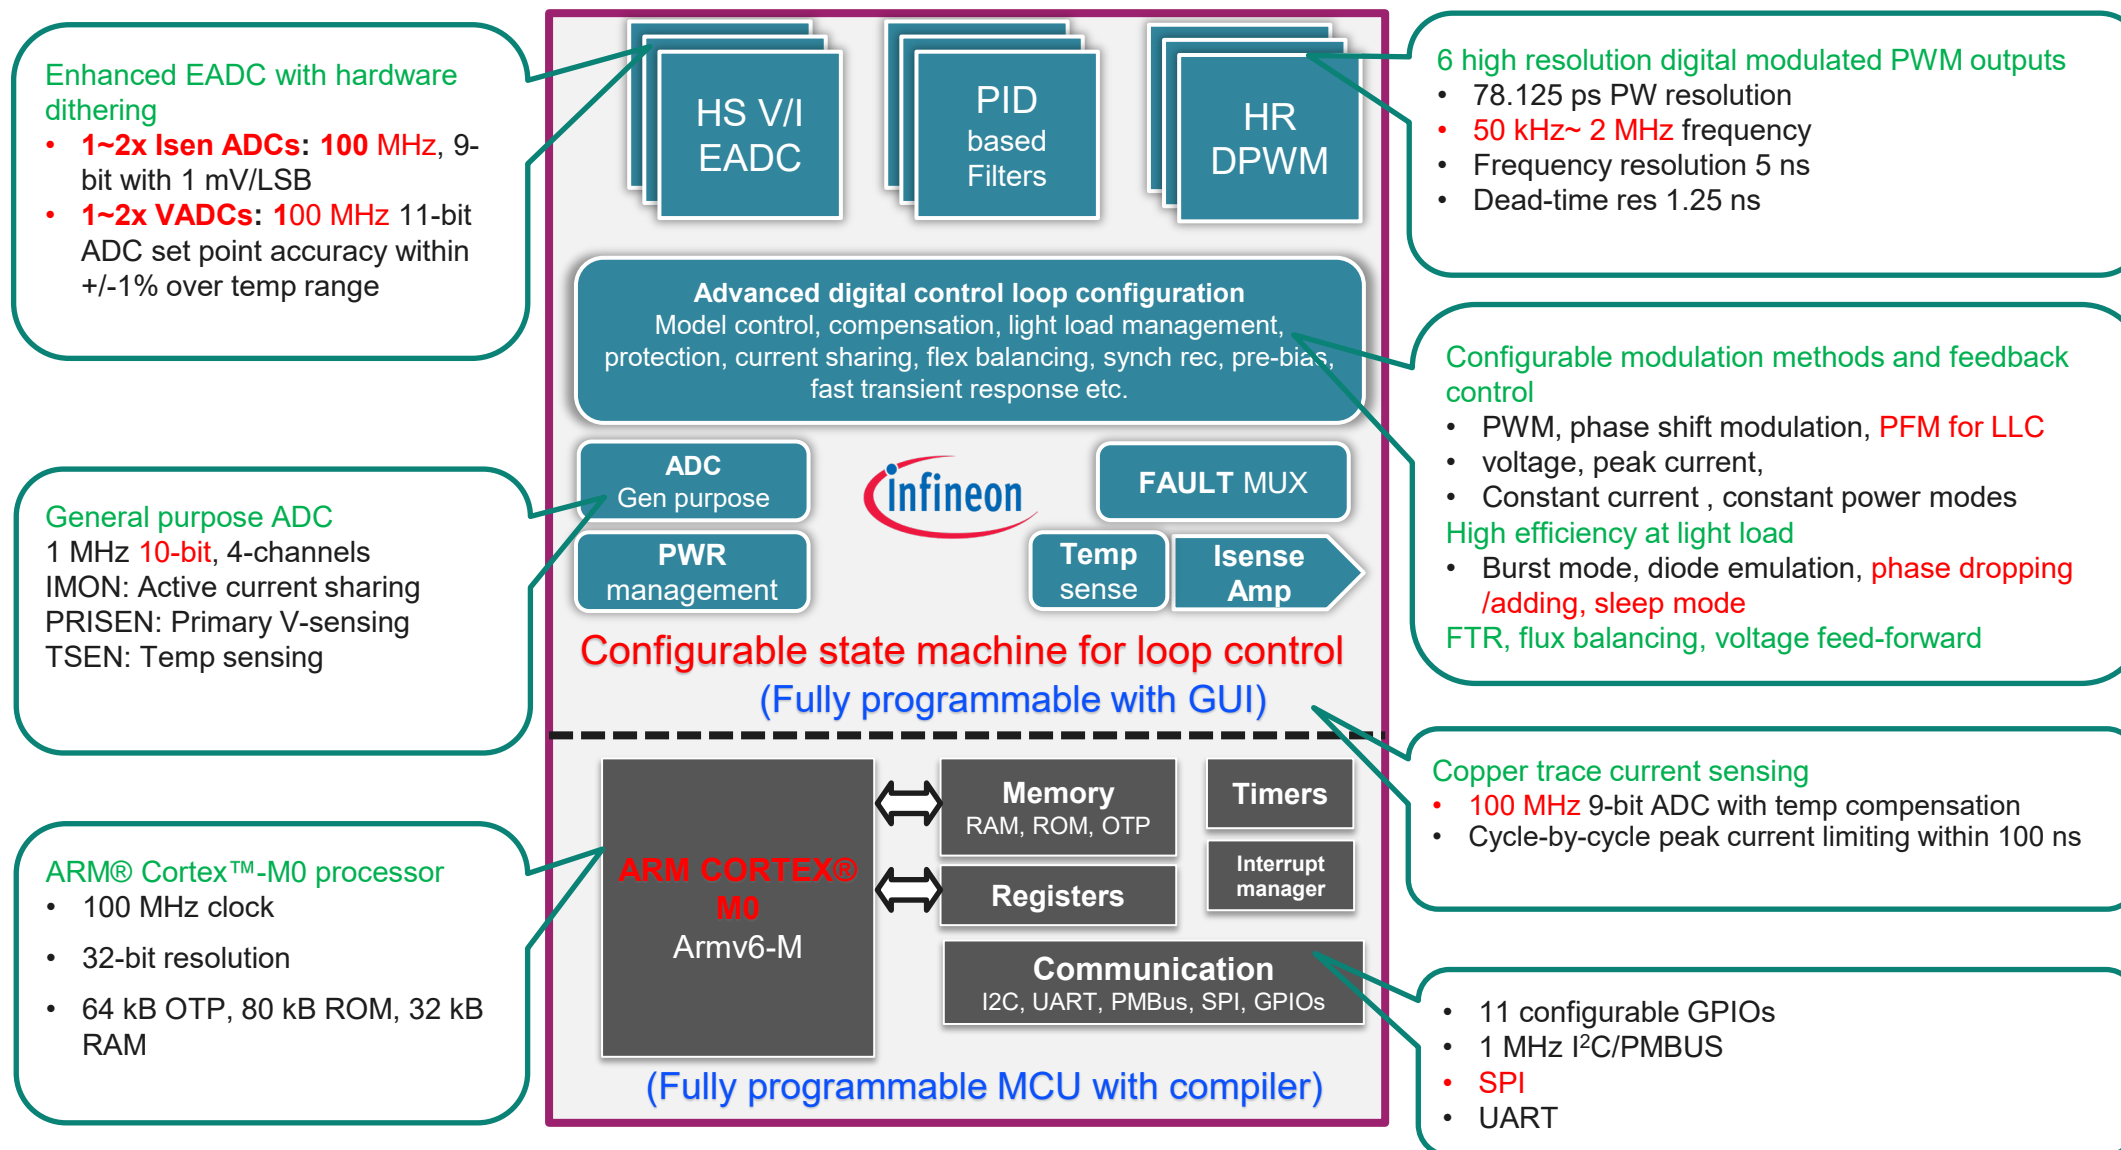 Enhanced EADC with hardware
dithering
• 1~2x Isen ADCs: 100 MHz, 9-
bit with 1 mV/LSB
• 1~2x VADCs: 100 MHz 11-bit
ADC set point accuracy within
+/-1% over temp range
General purpose ADC
1 MHz 10-bit, 4-channels
IMON: Active current sharing
PRISEN: Primary V-sensing
TSEN: Temp sensing
ARM® Cortex™-M0 processor
• 100 MHz clock
• 32-bit resolution
• 64 kB OTP, 80 kB ROM, 32 kB
RAM
HS V/I
EADC
PID
based
Filters
HR
DPWM
Advanced digital control loop configuration
Model control, compensation, light load management,
protection, current sharing, flex balancing, synch rec, pre-bias,
fast transient response etc.
ADC
Gen purpose
infineon
FAULT MUX
PWR
management
Temp
sense
Isense
Amp
Configurable state machine for loop control
(Fully programmable with GUI)
ARM CORTEX®
M0
Armv6-M
Memory
RAM, ROM, OTP
Timers
Registers
Interrupt
manager
Communication
I2C, UART, PMBus, SPI, GPIOs
(Fully programmable MCU with compiler)
6 high resolution digital modulated PWM outputs
• 78.125 ps PW resolution
• 50 kHz~ 2 MHz frequency
• Frequency resolution 5 ns
• Dead-time res 1.25 ns
Configurable modulation methods and feedback
control
• PWM, phase shift modulation, PFM for LLC
• voltage, peak current,
• Constant current , constant power modes
High efficiency at light load
• Burst mode, diode emulation, phase dropping
/adding, sleep mode
FTR, flux balancing, voltage feed-forward
Copper trace current sensing
• 100 MHz 9-bit ADC with temp compensation
• Cycle-by-cycle peak current limiting within 100 ns
• 11 configurable GPIOs
• 1 MHz I²C/PMBUS
• SPI
• UART